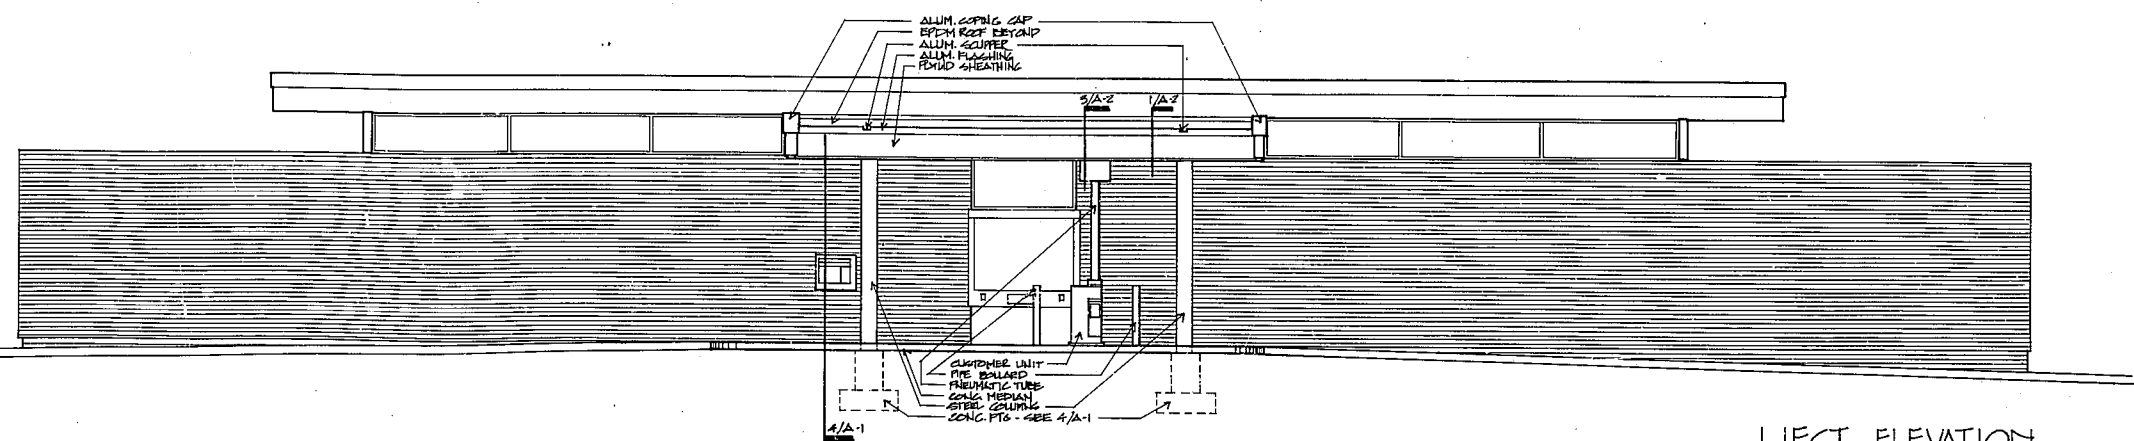 ALUM. COPING CAP
EPDM ROOF BEYOND
ALUM. SCUPPER
ALUM. FLASHING
PLYWD SHEATHING
3/A-2
1/A-2
CUSTOMER UNIT
PIPE BOLLARD
PNEUMATIC TUBE
CONC. MEDIAN
STEEL COLUMNS
CONC. FTG - SEE 4/A-1
4/A-1
WEST ELEVATION